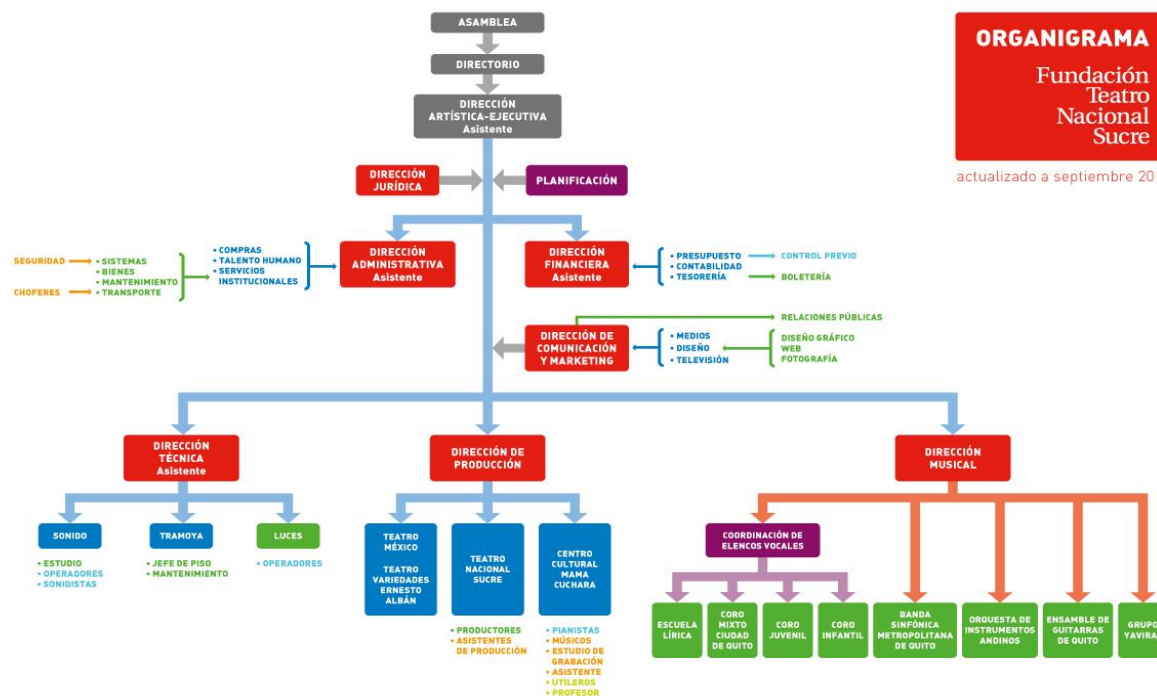 ASAMBLEA
DIRECTORIO
DIRECCIÓN
ARTÍSTICA-EJECUTIVA
Asistente
ORGANIGRAMA
Fundación
Teatro
Nacional
Sucre
actualizado a septiembre
DIRECCIÓN
JURÍDICA
PLANIFICACIÓN
SEGURIDAD
CHOFERES
• SISTEMAS
• BIENES
• MANTENIMIENTO
• TRANSPORTE
• COMPRAS
• TALENTO HUMANO
• SERVICIOS
INSTITUCIONALES
DIRECCIÓN
ADMINISTRATIVA
Asistente
DIRECCIÓN
FINANCIERA
Asistente
• PRESUPUESTO
• CONTABILIDAD
• TESORERÍA
CONTROL PREVIO
BOLETERÍA
RELACIONES PÚBLICAS
DIRECCIÓN DE
COMUNICACIÓN
Y MARKETING
• MEDIOS
• DISEÑO
• TELEVISIÓN
DISEÑO GRÁFICO
WEB
FOTOGRAFÍA
DIRECCIÓN
TÉCNICA
Asistente
DIRECCIÓN DE
PRODUCCIÓN
DIRECCIÓN
MUSICAL
SONIDO
• ESTUDIO
• OPERADORES
• SONIDISTAS
TRAMOYA
• JEFE DE PISO
• MANTENIMIENTO
LUCES
• OPERADORES
TEATRO
MÉXICO
TEATRO
VARIEDADES
ERNESTO
ALBÁN
TEATRO
NACIONAL
SUCRE
• PRODUCTORES
• ASISTENTES
DE PRODUCCIÓN
CENTRO
CULTURAL
MAMA
CUCHARA
• PIANISTAS
• MÚSICOS
• ESTUDIO DE
GRABACIÓN
• ASISTENTE
• UTILEROS
• PROFESOR
COORDINACIÓN DE
ELENCOS VOCALES
ESCUELA
LÍRICA
CORO
MIXTO
CIUDAD
DE QUITO
CORO
JUVENIL
CORO
INFANTIL
BANDA
SINFÓNICA
METROPOLITANA
DE QUITO
ORQUESTA DE
INSTRUMENTOS
ANDINOS
ENSAMBLE DE
GUITARRAS
DE QUITO
GRUPO